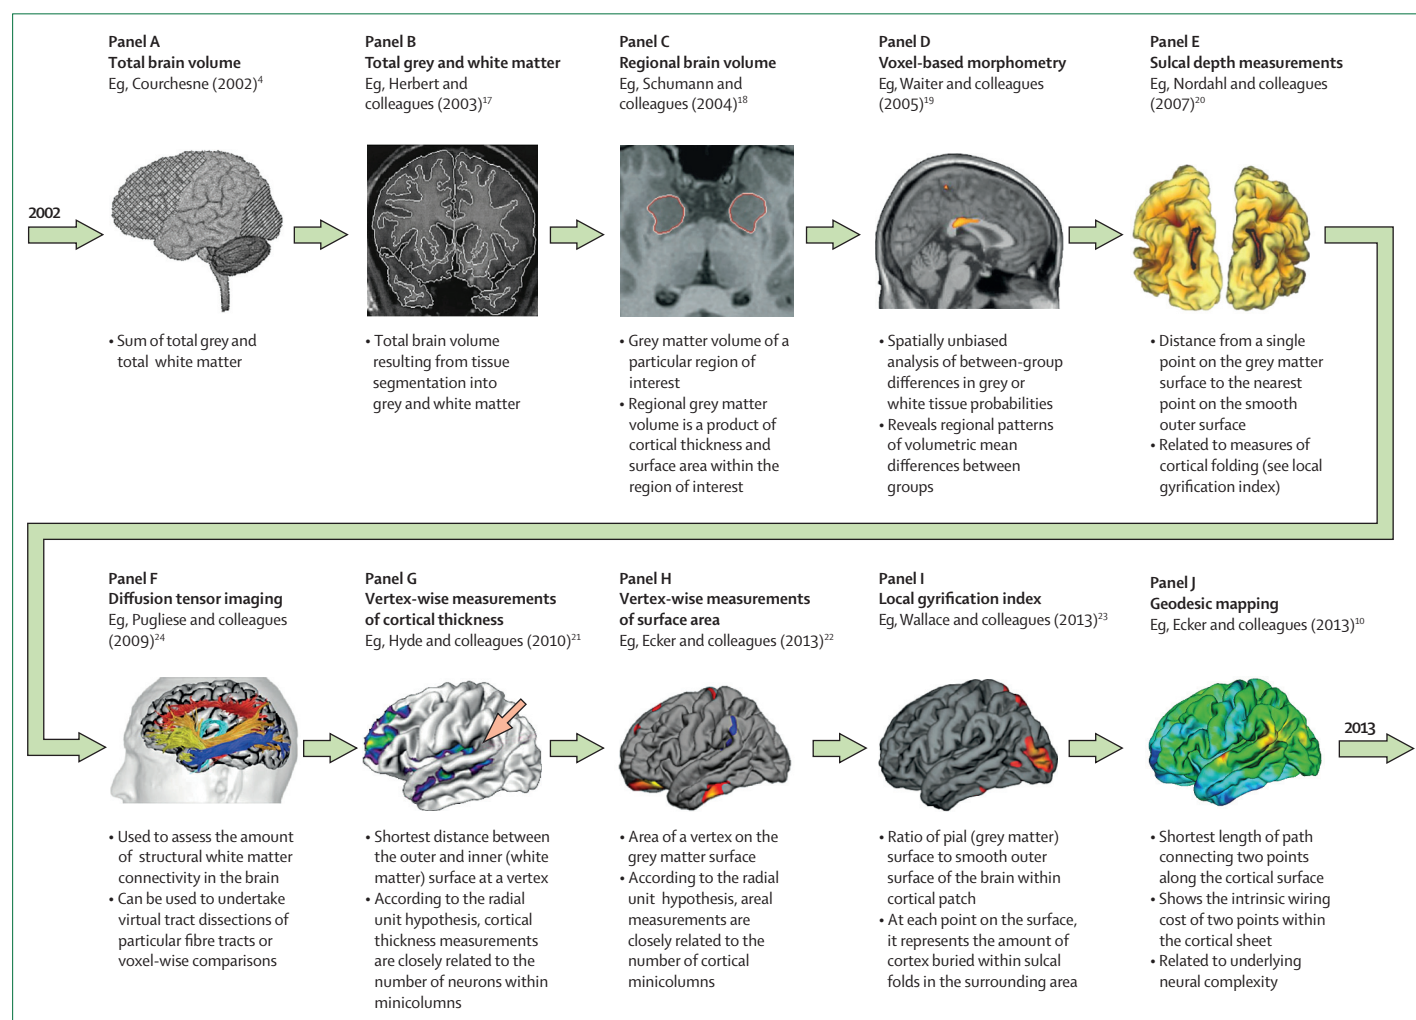 Panel A
Total brain volume
Eg, Courchesne (2002)4
Panel B
Total grey and white matter
Eg, Herbert and
colleagues (2003)17
Panel C
Regional brain volume
Eg, Schumann and
colleagues (2004)18
Panel D
Voxel-based morphometry
Eg, Waiter and colleagues
(2005)19
Panel E
Sulcal depth measurements
Eg, Nordahl and colleagues
(2007)20
2002
• Sum of total grey and
total white matter
• Total brain volume
resulting from tissue
segmentation into
grey and white matter
• Grey matter volume of a
particular region of
interest
• Regional grey matter
volume is a product of
cortical thickness and
surface area within the
region of interest
• Spatially unbiased
analysis of between-group
differences in grey or
white tissue probabilities
• Reveals regional patterns
of volumetric mean
differences between
groups
• Distance from a single
point on the grey matter
surface to the nearest
point on the smooth
outer surface
• Related to measures of
cortical folding (see local
gyrification index)
Panel F
Diffusion tensor imaging
Eg, Pugliese and colleagues
(2009)24
Panel G
Vertex-wise measurements
of cortical thickness
Eg, Hyde and colleagues (2010)21
Panel H
Vertex-wise measurements
of surface area
Eg, Ecker and colleagues (2013)22
Panel I
Local gyrification index
Eg, Wallace and colleagues (2013)23
Panel J
Geodesic mapping
Eg, Ecker and colleagues (2013)10
2013
• Used to assess the amount
of structural white matter
connectivity in the brain
• Can be used to undertake
virtual tract dissections of
particular fibre tracts or
voxel-wise comparisons
• Shortest distance between
the outer and inner (white
matter) surface at a vertex
• According to the radial
unit hypothesis, cortical
thickness measurements
are closely related to the
number of neurons within
minicolumns
• Area of a vertex on the
grey matter surface
• According to the radial
unit hypothesis, areal
measurements are
closely related to the
number of cortical
minicolumns
• Ratio of pial (grey matter)
surface to smooth outer
surface of the brain within
cortical patch
• At each point on the surface,
it represents the amount of
cortex buried within sulcal
folds in the surrounding area
• Shortest length of path
connecting two points
along the cortical surface
• Shows the intrinsic wiring
cost of two points within
the cortical sheet
• Related to underlying
neural complexity